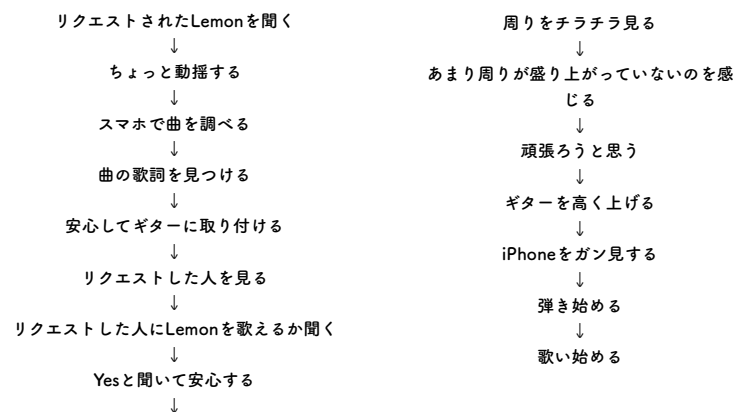 リクエストされたLemonを聞く
↓
ちょっと動揺する
↓
スマホで曲を調べる
↓
曲の歌詞を見つける
↓
安心してギターに取り付ける
↓
リクエストした人を見る
↓
リクエストした人にLemonを歌えるか聞く
↓
Yesと聞いて安心する
↓
周りをチラチラ見る
↓
あまり周りが盛り上がっていないのを感
じる
↓
頑張ろうと思う
↓
ギターを高く上げる
↓
iPhoneをガン見する
↓
弾き始める
↓
歌い始める